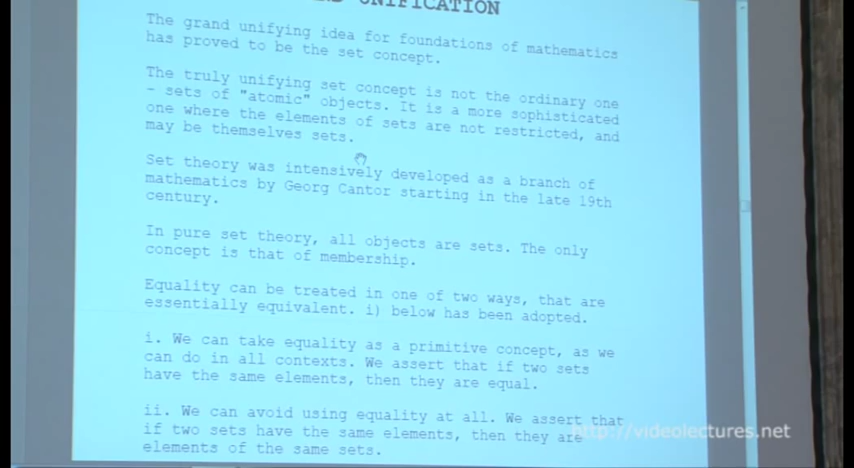 UNIFICATION
The grand unifying idea for foundations of mathematics
has proved to be the set concept.
The truly unifying set concept is not the ordinary one
- sets of "atomic" objects. It is a more sophisticated
one where the elements of sets are not restricted, and
may be themselves sets.
Set theory was intensively developed as a branch of
mathematics by Georg Cantor starting in the late 19th
century.
In pure set theory, all objects are sets. The only
concept is that of membership.
Equality can be treated in one of two ways, that are
essentially equivalent. i) below has been adopted.
i. We can take equality as a primitive concept, as we
can do in all contexts. We assert that if two sets
have the same elements, then they are equal.
ii. We can avoid using equality at all. We assert that
if two sets have the same elements, then they are
elements of the same sets.
http://videolectures.net